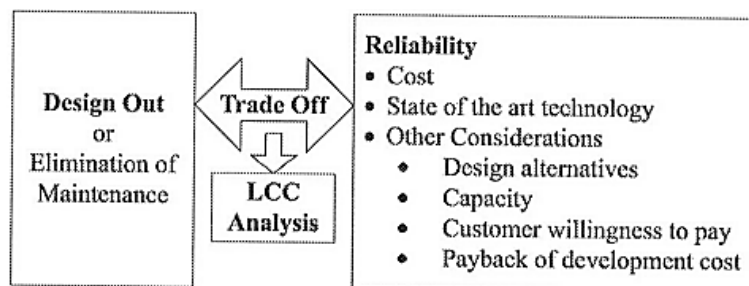 Design Out
or
Elimination of
Maintenance
Trade Off
LCC
Analysis
Reliability
• Cost
• State of the art technology
• Other Considerations
• Design alternatives
• Capacity
• Customer willingness to pay
• Payback of development cost